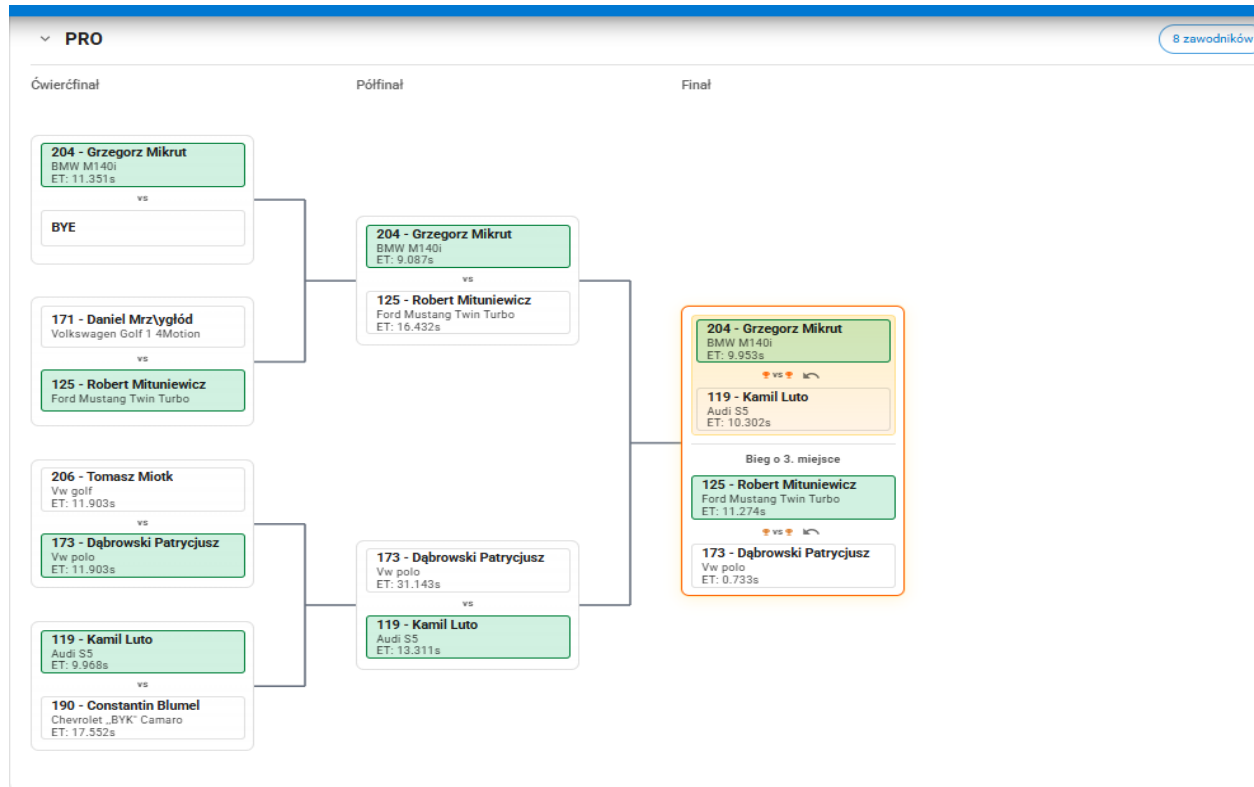 PRO
8 zawodników
Ćwierćfinał
Półfinał
Finał
204 - Grzegorz Mikrut
BMW M140i
ET: 11.351s
vs
BYE
171 - Daniel Mrz\ygłód
Volkswagen Golf 1 4Motion
vs
125 - Robert Mituniewicz
Ford Mustang Twin Turbo
206 - Tomasz Miotk
Vw golf
ET: 11.903s
vs
173 - Dąbrowski Patrycjusz
Vw polo
ET: 11.903s
119 - Kamil Luto
Audi S5
ET: 9.968s
vs
190 - Constantin Blumel
Chevrolet „BYK" Camaro
ET: 17.552s
204 - Grzegorz Mikrut
BMW M140i
ET: 9.087s
vs
125 - Robert Mituniewicz
Ford Mustang Twin Turbo
ET: 16.432s
173 - Dąbrowski Patrycjusz
Vw polo
ET: 31.143s
vs
119 - Kamil Luto
Audi S5
ET: 13.311s
204 - Grzegorz Mikrut
BMW M140i
ET: 9.953s
vs
119 - Kamil Luto
Audi S5
ET: 10.302s
Bieg o 3. miejsce
125 - Robert Mituniewicz
Ford Mustang Twin Turbo
ET: 11.274s
vs
173 - Dąbrowski Patrycjusz
Vw polo
ET: 0.733s